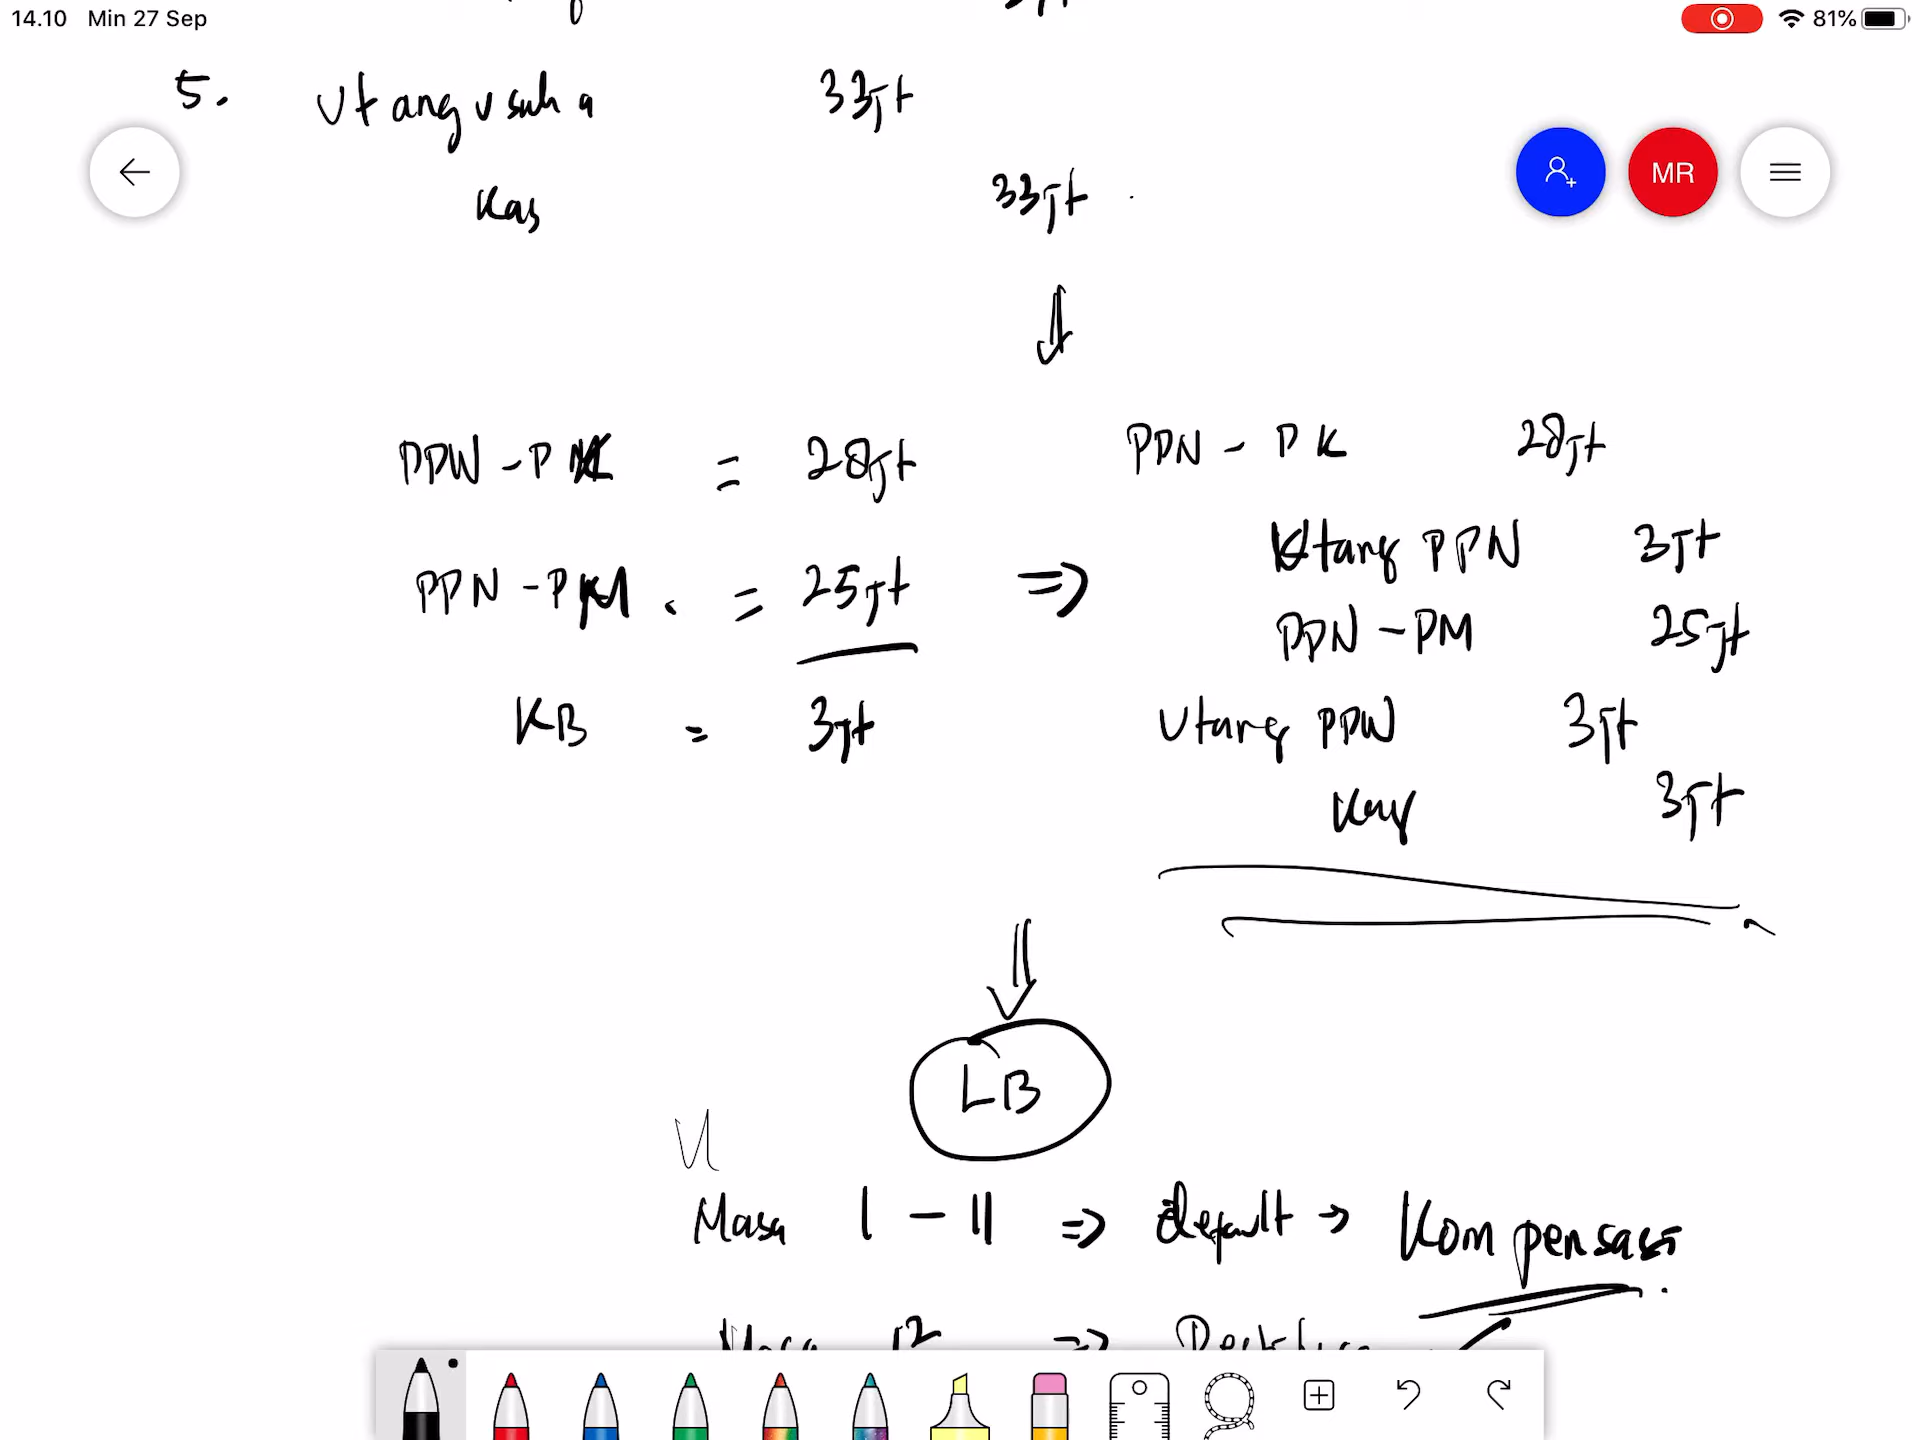 14.10 Min 27 Sep 81%
5. Utang usaha 33jt
MR
Kas 33jt
PPN - PK = 28jt
PPN - PK 28jt
Utang PPN 3jt
PPN - PM = 25jt =>
PPN - PM 25jt
KB = 3jt
Utang PPN 3jt
Kas 3jt
LB
Masa 1 - 11 => default → Kompensasi
Masa 12 =>